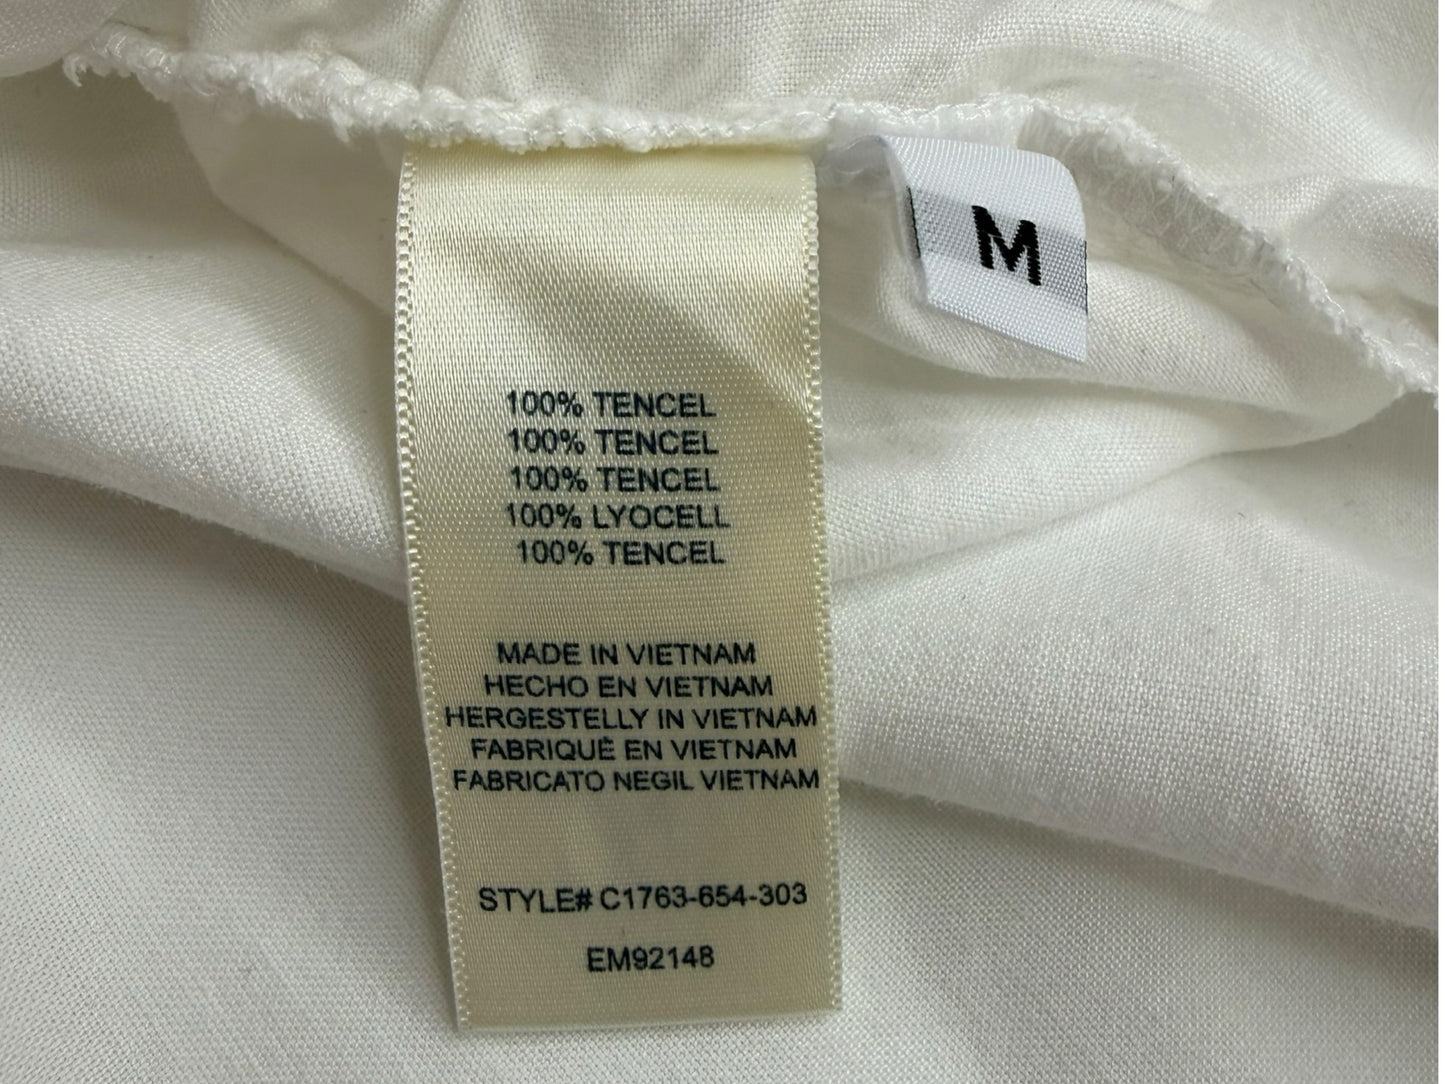 M
100% TENCEL
100% TENCEL
100% TENCEL
100% LYOCELL
100% TENCEL
MADE IN VIETNAM
HECHO EN VIETNAM
HERGESTELLY IN VIETNAM
FABRIQUÈ EN VIETNAM
FABRICATO NEGIL VIETNAM
STYLE# C1763-654-303
EM92148